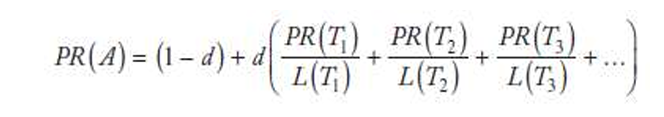 PR(A) = (1 − d) + d(PR(T₁)/L(T₁) + PR(T₂)/L(T₂) + PR(T₃)/L(T₃) + ...)